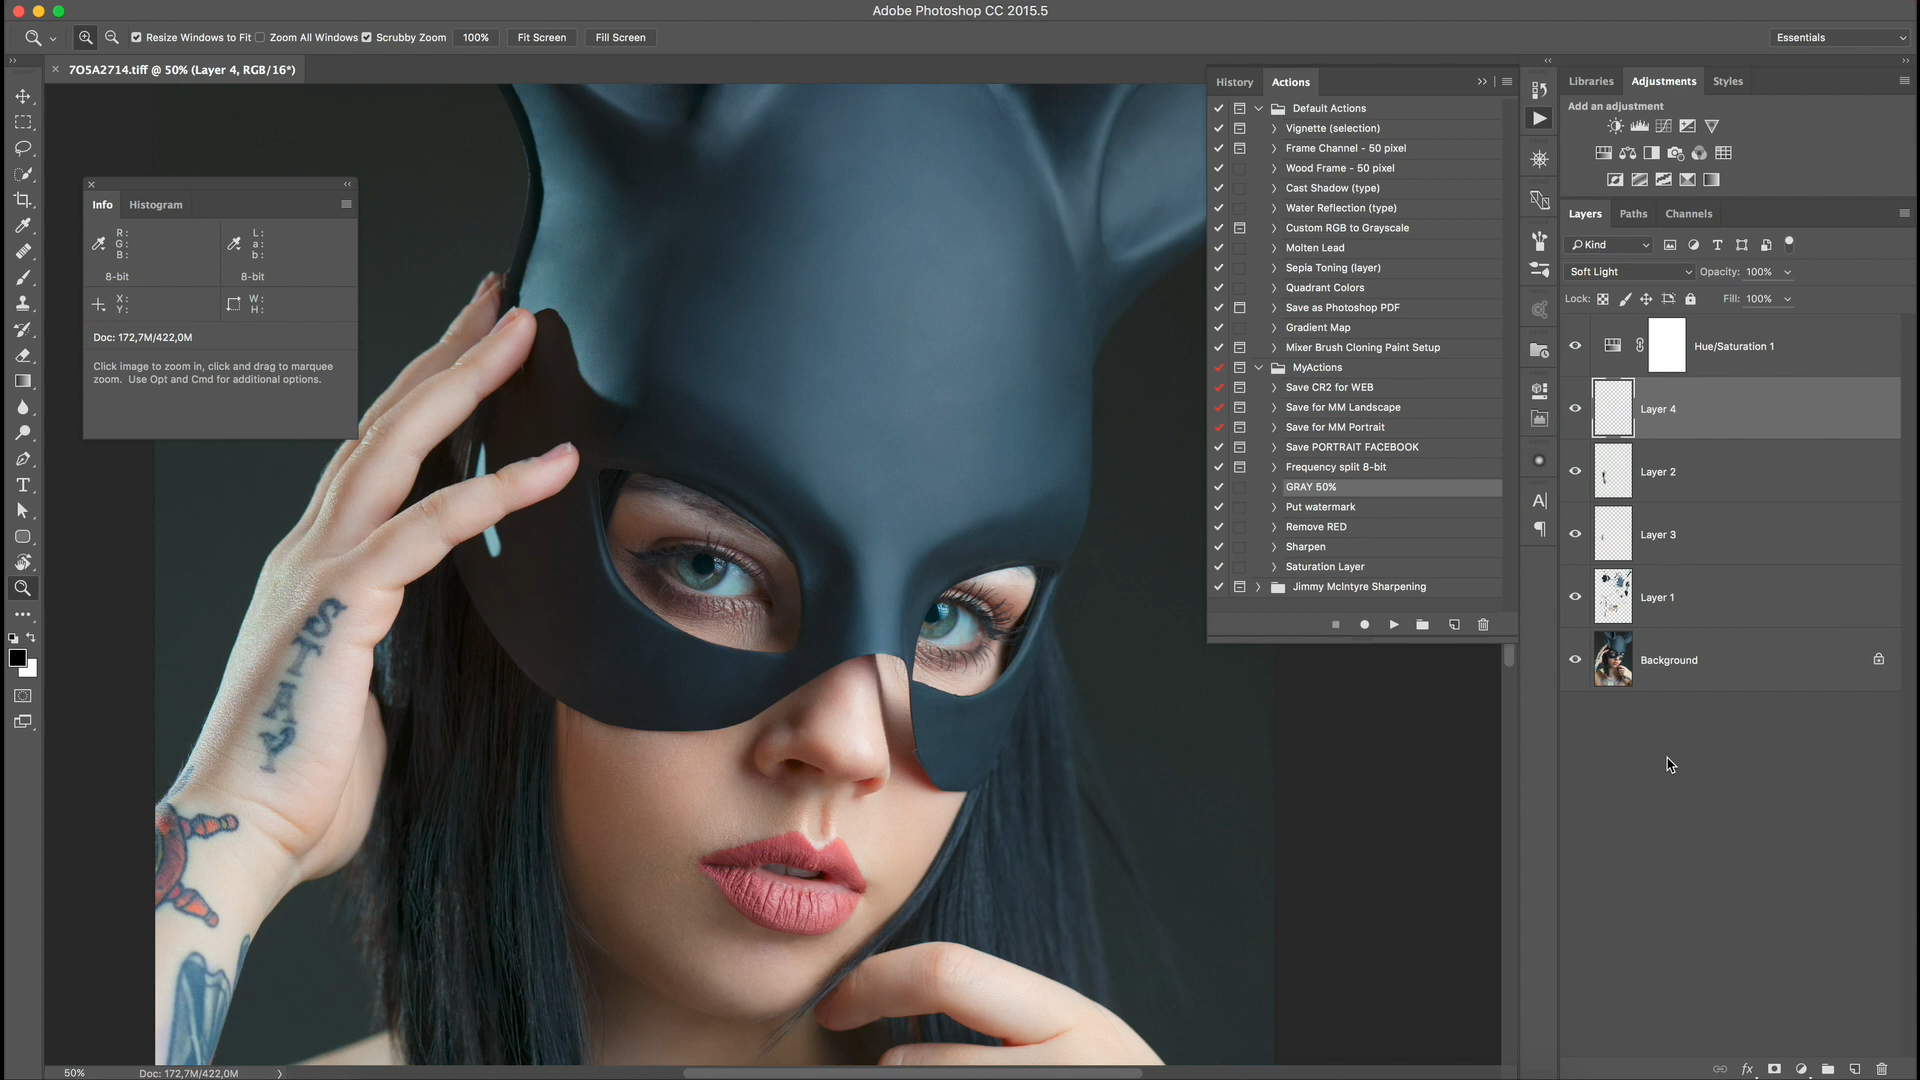 Adobe Photoshop CC 2015.5
Resize Windows to Fit Zoom All Windows Scrubby Zoom 100% Fit Screen Fill Screen Essentials
7O5A2714.tiff @ 50% (Layer 4, RGB/16*)
Info Histogram
R: L:
G: a:
B: b:
8-bit 8-bit
X: W:
Y: H:
Doc: 172,7M/422,0M
Click image to zoom in, click and drag to marquee
zoom. Use Opt and Cmd for additional options.
STAY
History Actions
Default Actions
Vignette (selection)
Frame Channel - 50 pixel
Wood Frame - 50 pixel
Cast Shadow (type)
Water Reflection (type)
Custom RGB to Grayscale
Molten Lead
Sepia Toning (layer)
Quadrant Colors
Save as Photoshop PDF
Gradient Map
Mixer Brush Cloning Paint Setup
MyActions
Save CR2 for WEB
Save for MM Landscape
Save for MM Portrait
Save PORTRAIT FACEBOOK
Frequency split 8-bit
GRAY 50%
Put watermark
Remove RED
Sharpen
Saturation Layer
Jimmy McIntyre Sharpening
Libraries Adjustments Styles
Add an adjustment
Layers Paths Channels
Kind
Soft Light Opacity: 100%
Lock: Fill: 100%
Hue/Saturation 1
Layer 4
Layer 2
Layer 3
Layer 1
Background
fx
50% Doc: 172,7M/422,0M